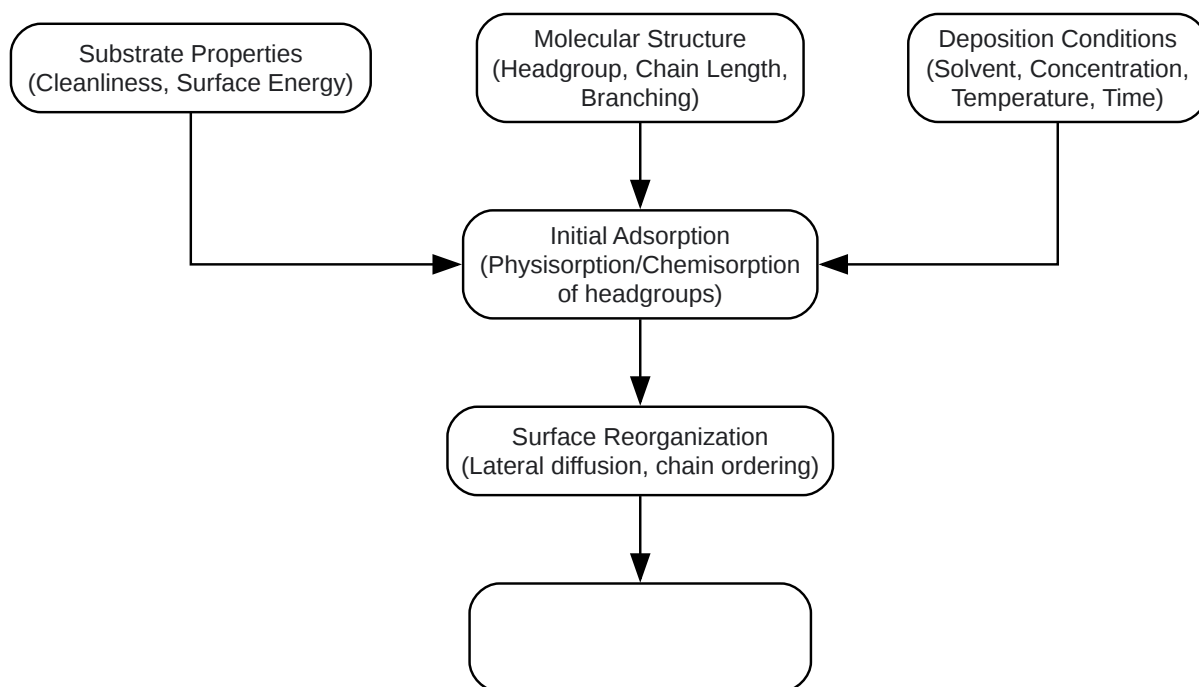 Substrate Properties
(Cleanliness, Surface Energy)
Molecular Structure
(Headgroup, Chain Length,
Branching)
Deposition Conditions
(Solvent, Concentration,
Temperature, Time)
Initial Adsorption
(Physisorption/Chemisorption
of headgroups)
Surface Reorganization
(Lateral diffusion, chain ordering)